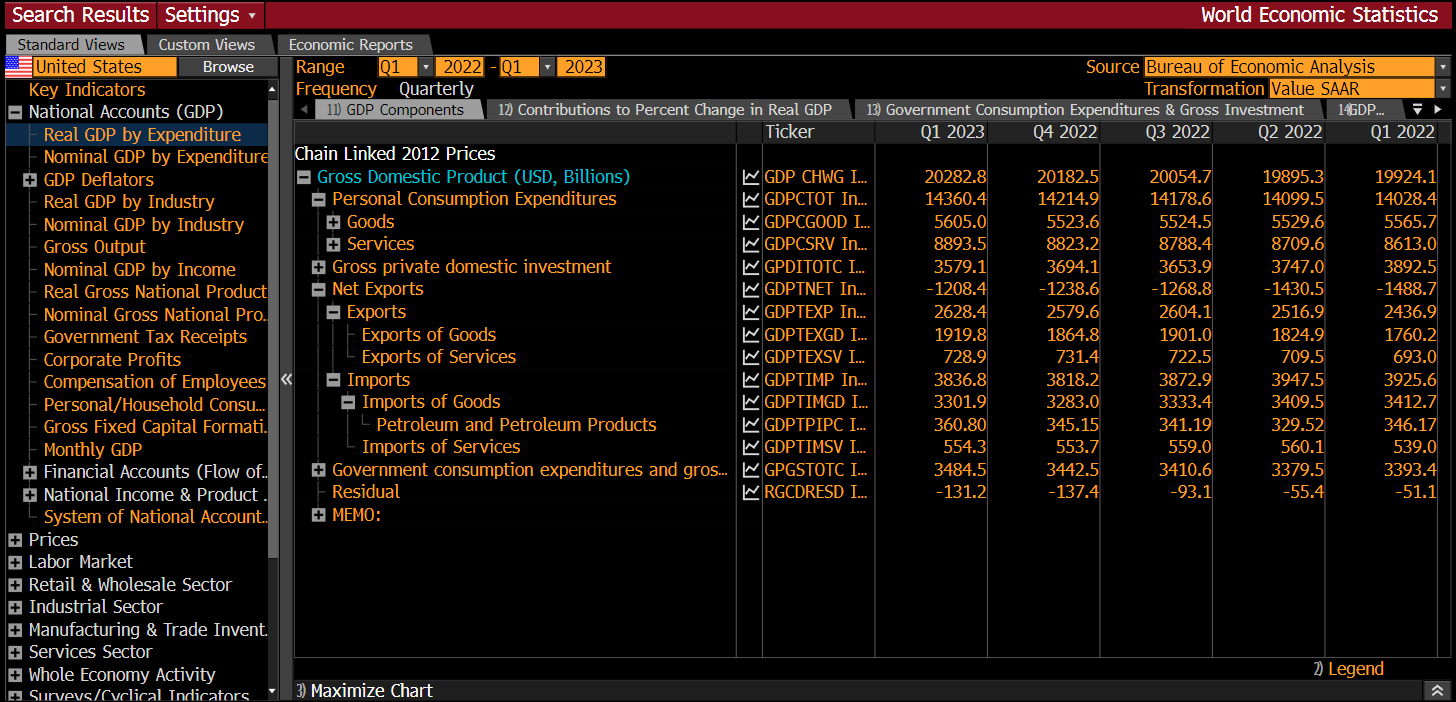 Search Results Settings World Economic Statistics
Standard Views Custom Views Economic Reports
United States Browse
Key Indicators
National Accounts (GDP)
Real GDP by Expenditure
Nominal GDP by Expenditure
GDP Deflators
Real GDP by Industry
Nominal GDP by Industry
Gross Output
Nominal GDP by Income
Real Gross National Product
Nominal Gross National Pro..
Government Tax Receipts
Corporate Profits
Compensation of Employees
Personal/Household Consu...
Gross Fixed Capital Formati..
Monthly GDP
Financial Accounts (Flow of..
National Income & Product .
System of National Account..
Prices
Labor Market
Retail & Wholesale Sector
Industrial Sector
Manufacturing & Trade Invent.
Services Sector
Whole Economy Activity
Surveys/Cyclical Indicators
Range Q1 2022 - Q1 2023 Source Bureau of Economic Analysis
Frequency Quarterly Transformation Value SAAR
11) GDP Components 12) Contributions to Percent Change in Real GDP 13) Government Consumption Expenditures & Gross Investment 14) GDP...
Ticker Q1 2023 Q4 2022 Q3 2022 Q2 2022 Q1 2022
Chain Linked 2012 Prices
Gross Domestic Product (USD, Billions) GDP CHWG I... 20282.8 20182.5 20054.7 19895.3 19924.1
Personal Consumption Expenditures GDPCTOT In... 14360.4 14214.9 14178.6 14099.5 14028.4
Goods GDPCGOOD I... 5605.0 5523.6 5524.5 5529.6 5565.7
Services GDPCSRV In... 8893.5 8823.2 8788.4 8709.6 8613.0
Gross private domestic investment GPDITOTC I... 3579.1 3694.1 3653.9 3747.0 3892.5
Net Exports GDPTNET In... -1208.4 -1238.6 -1268.8 -1430.5 -1488.7
Exports GDPTEXP In... 2628.4 2579.6 2604.1 2516.9 2436.9
Exports of Goods GDPTEXGD I... 1919.8 1864.8 1901.0 1824.9 1760.2
Exports of Services GDPTEXSV I... 728.9 731.4 722.5 709.5 693.0
Imports GDPTIMP In... 3836.8 3818.2 3872.9 3947.5 3925.6
Imports of Goods GDPTIMGD I... 3301.9 3283.0 3333.4 3409.5 3412.7
Petroleum and Petroleum Products GDPTPIPC I... 360.80 345.15 341.19 329.52 346.17
Imports of Services GDPTIMSV I... 554.3 553.7 559.0 560.1 539.0
Government consumption expenditures and gros... GPGSTOTC I... 3484.5 3442.5 3410.6 3379.5 3393.4
Residual RGCDRESD I... -131.2 -137.4 -93.1 -55.4 -51.1
MEMO:
2) Legend
3) Maximize Chart